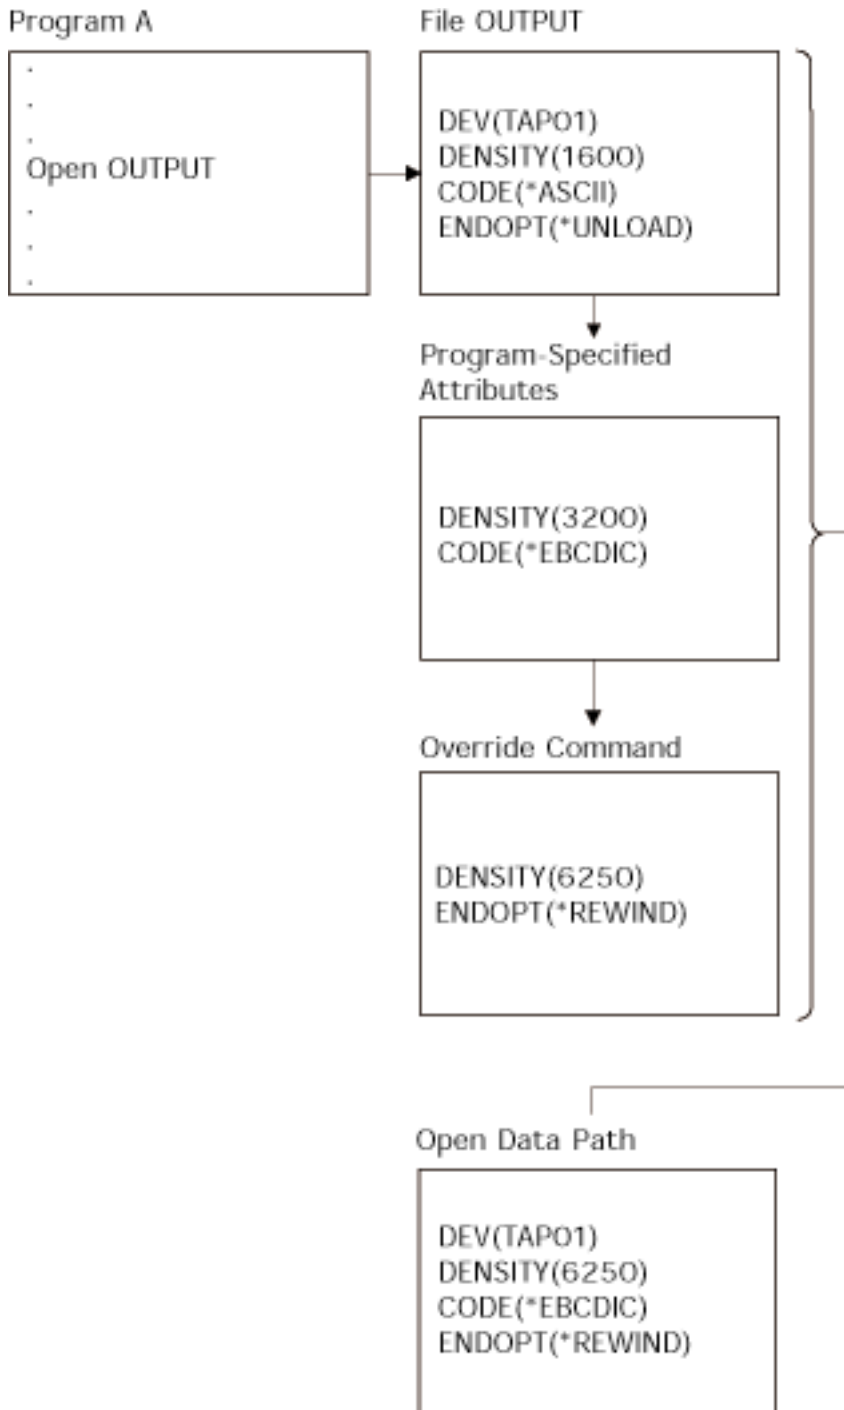 Program A
.
.
.
Open OUTPUT
.
.
.
File OUTPUT
DEV(TAP01)
DENSITY(1600)
CODE(*ASCII)
ENDOPT(*UNLOAD)
Program-Specified
Attributes
DENSITY(3200)
CODE(*EBCDIC)
Override Command
DENSITY(6250)
ENDOPT(*REWIND)
Open Data Path
DEV(TAP01)
DENSITY(6250)
CODE(*EBCDIC)
ENDOPT(*REWIND)